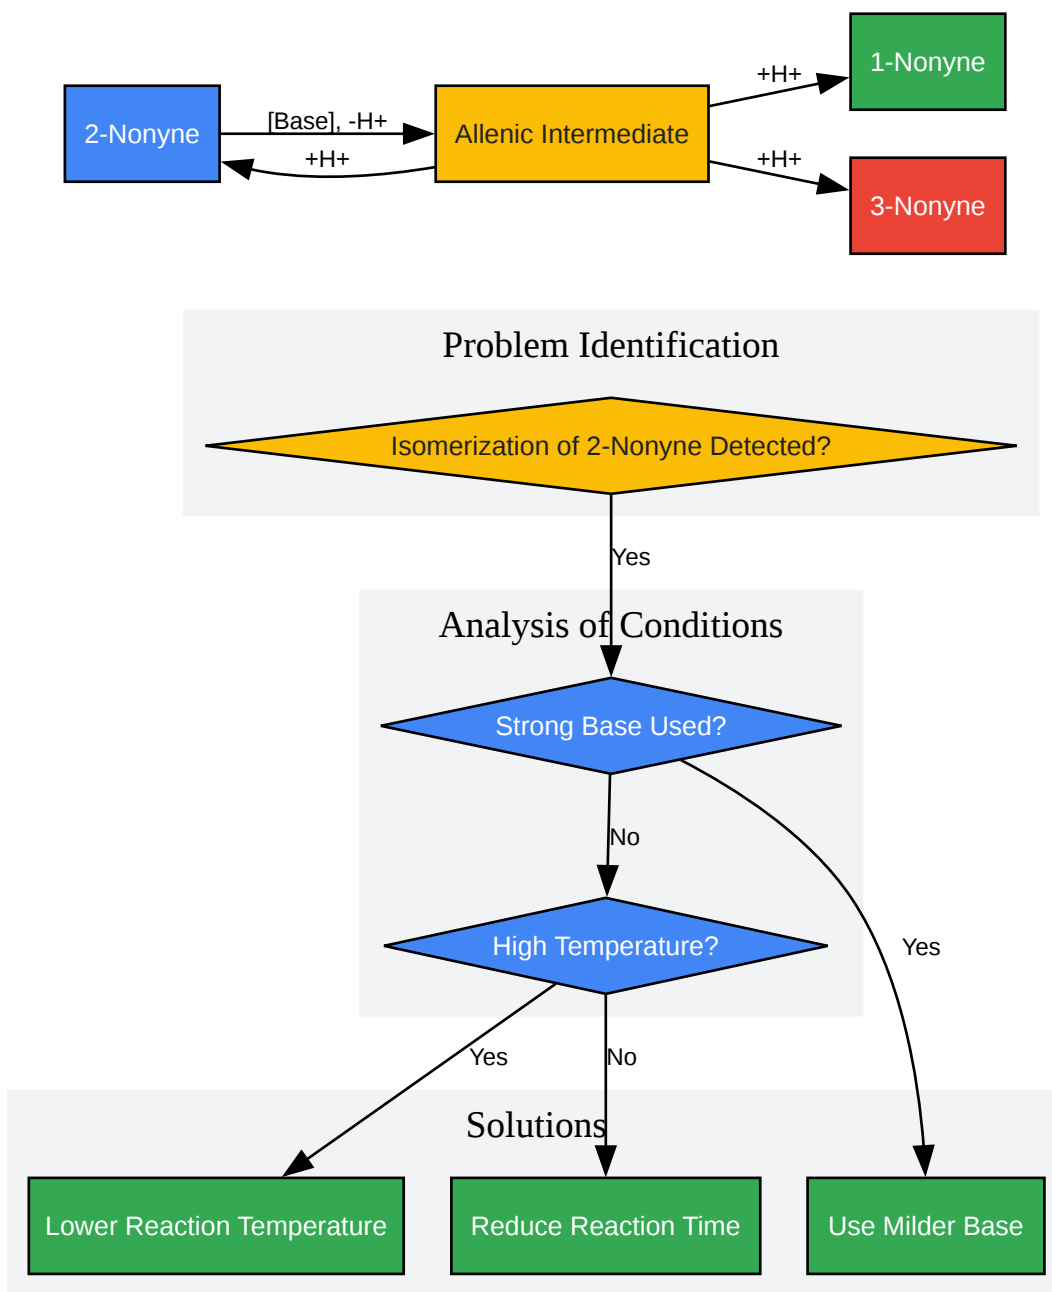 2-Nonyne
[Base], -H+
+H+
Allenic Intermediate
+H+
1-Nonyne
+H+
3-Nonyne
Problem Identification
Isomerization of 2-Nonyne Detected?
Yes
Analysis of Conditions
Strong Base Used?
No
High Temperature?
Yes
Yes
No
Solutions
Lower Reaction Temperature
Reduce Reaction Time
Use Milder Base